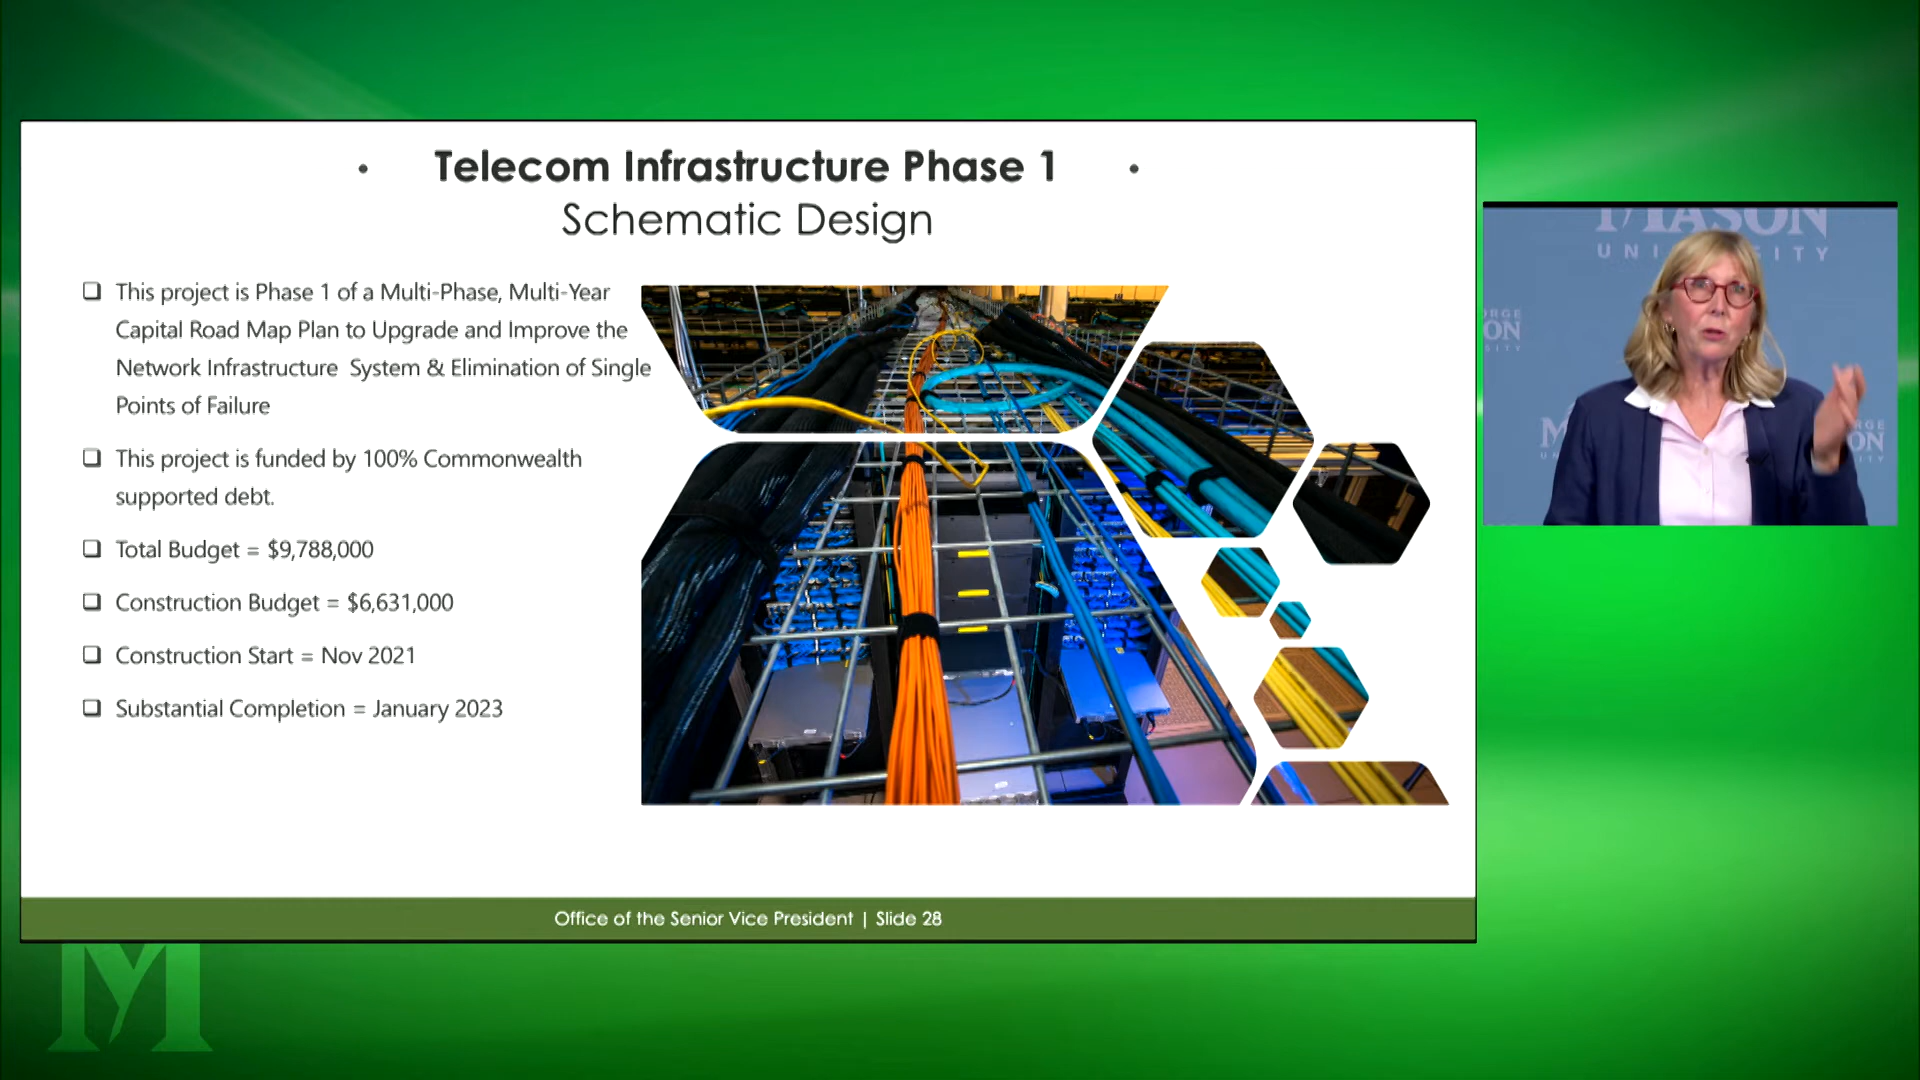 Telecom Infrastructure Phase 1
Schematic Design
This project is Phase 1 of a Multi-Phase, Multi-Year
Capital Road Map Plan to Upgrade and Improve the
Network Infrastructure System & Elimination of Single
Points of Failure
This project is funded by 100% Commonwealth
supported debt.
Total Budget = $9,788,000
Construction Budget = $6,631,000
Construction Start = Nov 2021
Substantial Completion = January 2023
Office of the Senior Vice President | Slide 28
MASON
M